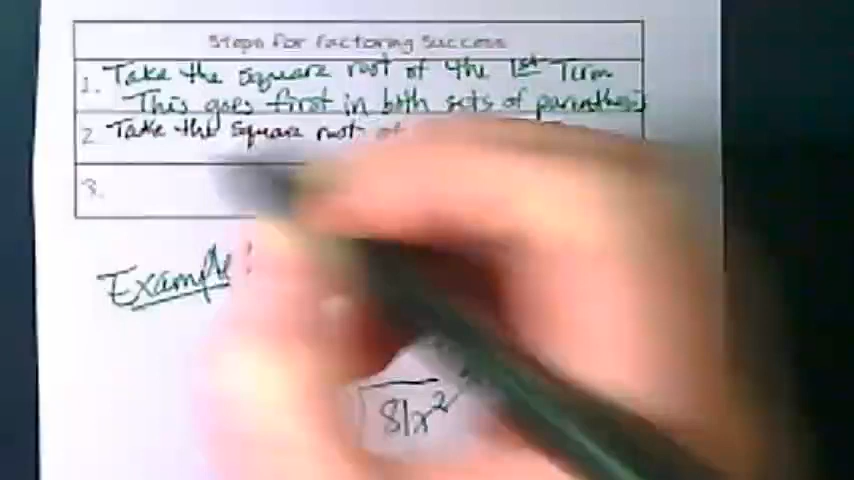 Steps for Factoring Success
1. Take the square root of the 1st Term
This goes first in both sets of parenthesis
2. Take the square root of
3.
Example:
√81x²